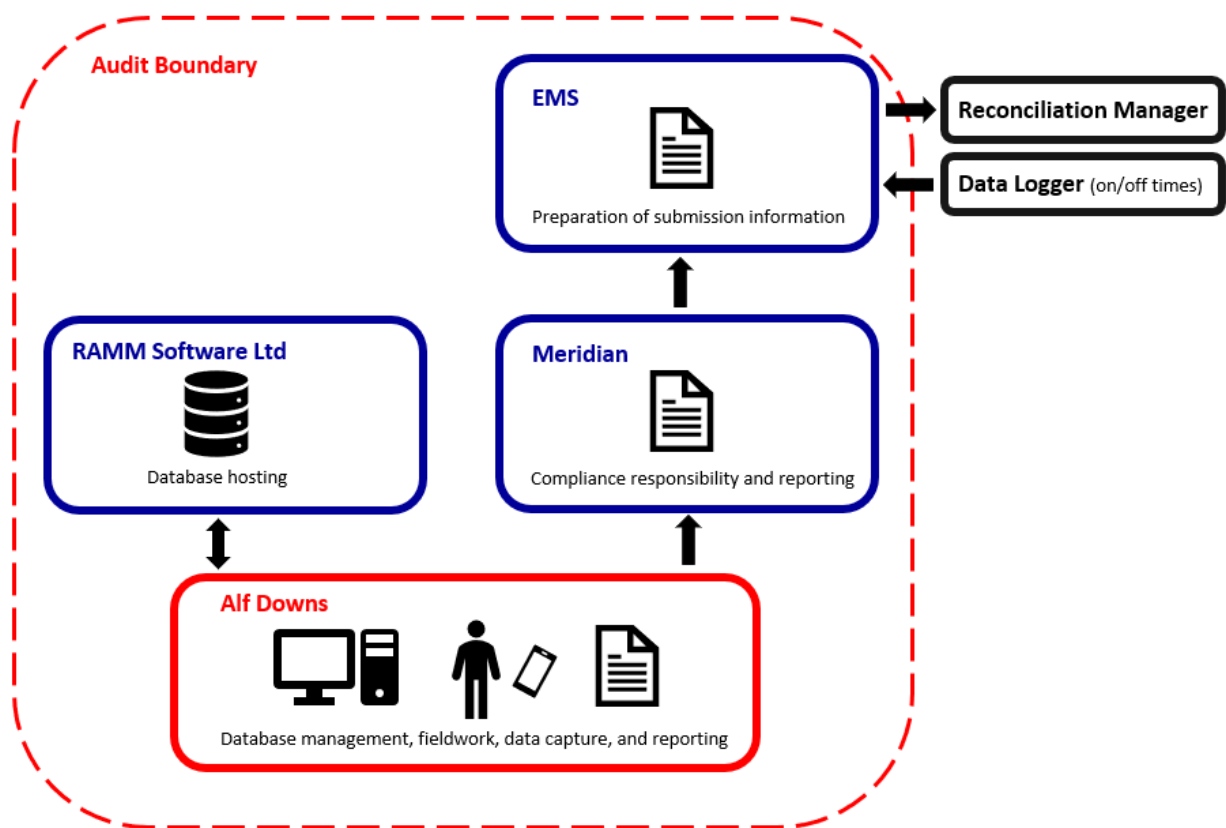 Audit Boundary
EMS
Preparation of submission information
Reconciliation Manager
Data Logger (on/off times)
RAMM Software Ltd
Database hosting
Meridian
Compliance responsibility and reporting
Alf Downs
Database management, fieldwork, data capture, and reporting